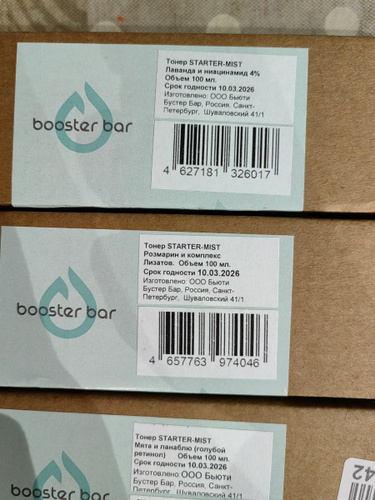 booster bar
Тонер STARTER-MIST
Лаванда и ниацинамид 4%
Объем 100 мл.
Срок годности 10.03.2026
Изготовлено: ООО Бьюти
Бустер Бар, Россия, Санкт-
Петербург, Шуваловский 41/1
4 627181 326017
booster bar
Тонер STARTER-MIST
Розмарин и комплекс
Лизатов. Объем 100 мл.
Срок годности 10.03.2026
Изготовлено: ООО Бьюти
Бустер Бар, Россия, Санкт-
Петербург, Шуваловский 41/1
4 657763 974046
booster bar
Тонер STARTER-MIST
Мята и ланаблю (голубой
ретинол) Объем 100 мл.
Срок годности 10.03.2026
Изготовлено: ООО Бьюти
Бустер Бар, Россия, Санкт-
Петербург, Шуваловский 41/1
42